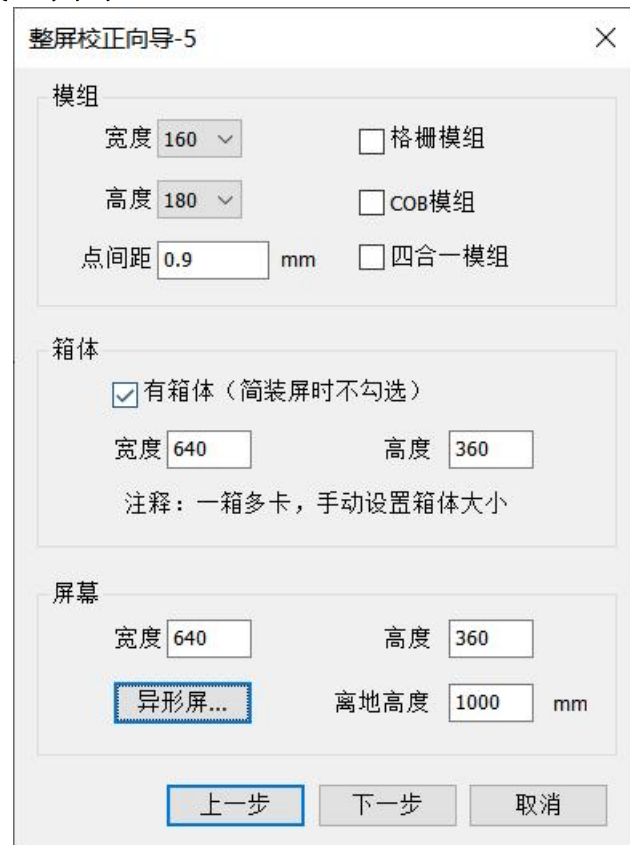 整屏校正向导-5
模组
宽度 160 格栅模组
高度 180 COB模组
点间距 0.9 mm 四合一模组
箱体
有箱体（简装屏时不勾选）
宽度 640 高度 360
注释：一箱多卡，手动设置箱体大小
屏幕
宽度 640 高度 360
异形屏... 离地高度 1000 mm
上一步 下一步 取消